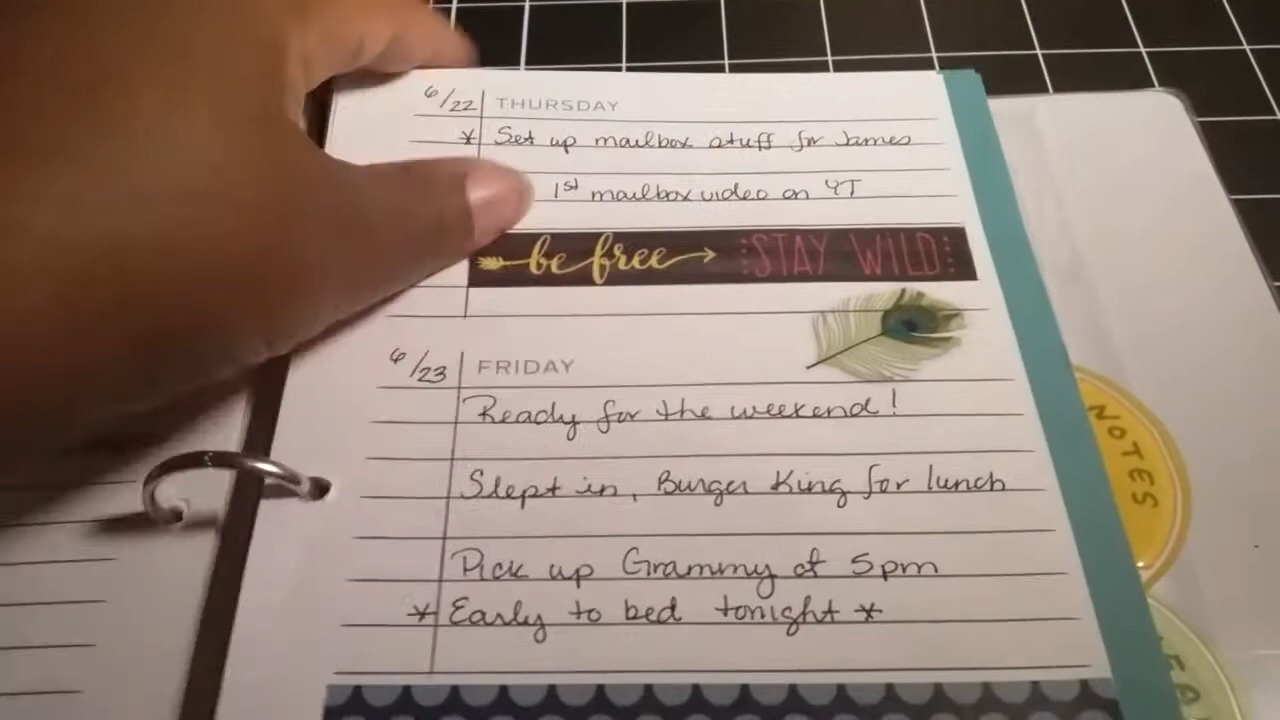 6/22 THURSDAY
* Set up mailbox stuff for James
1st mailbox video on YT
be free STAY WILD
6/23 FRIDAY
Ready for the weekend!
Slept in, Burger King for lunch
Pick up Grammy at 5pm
* Early to bed tonight *
NOTES